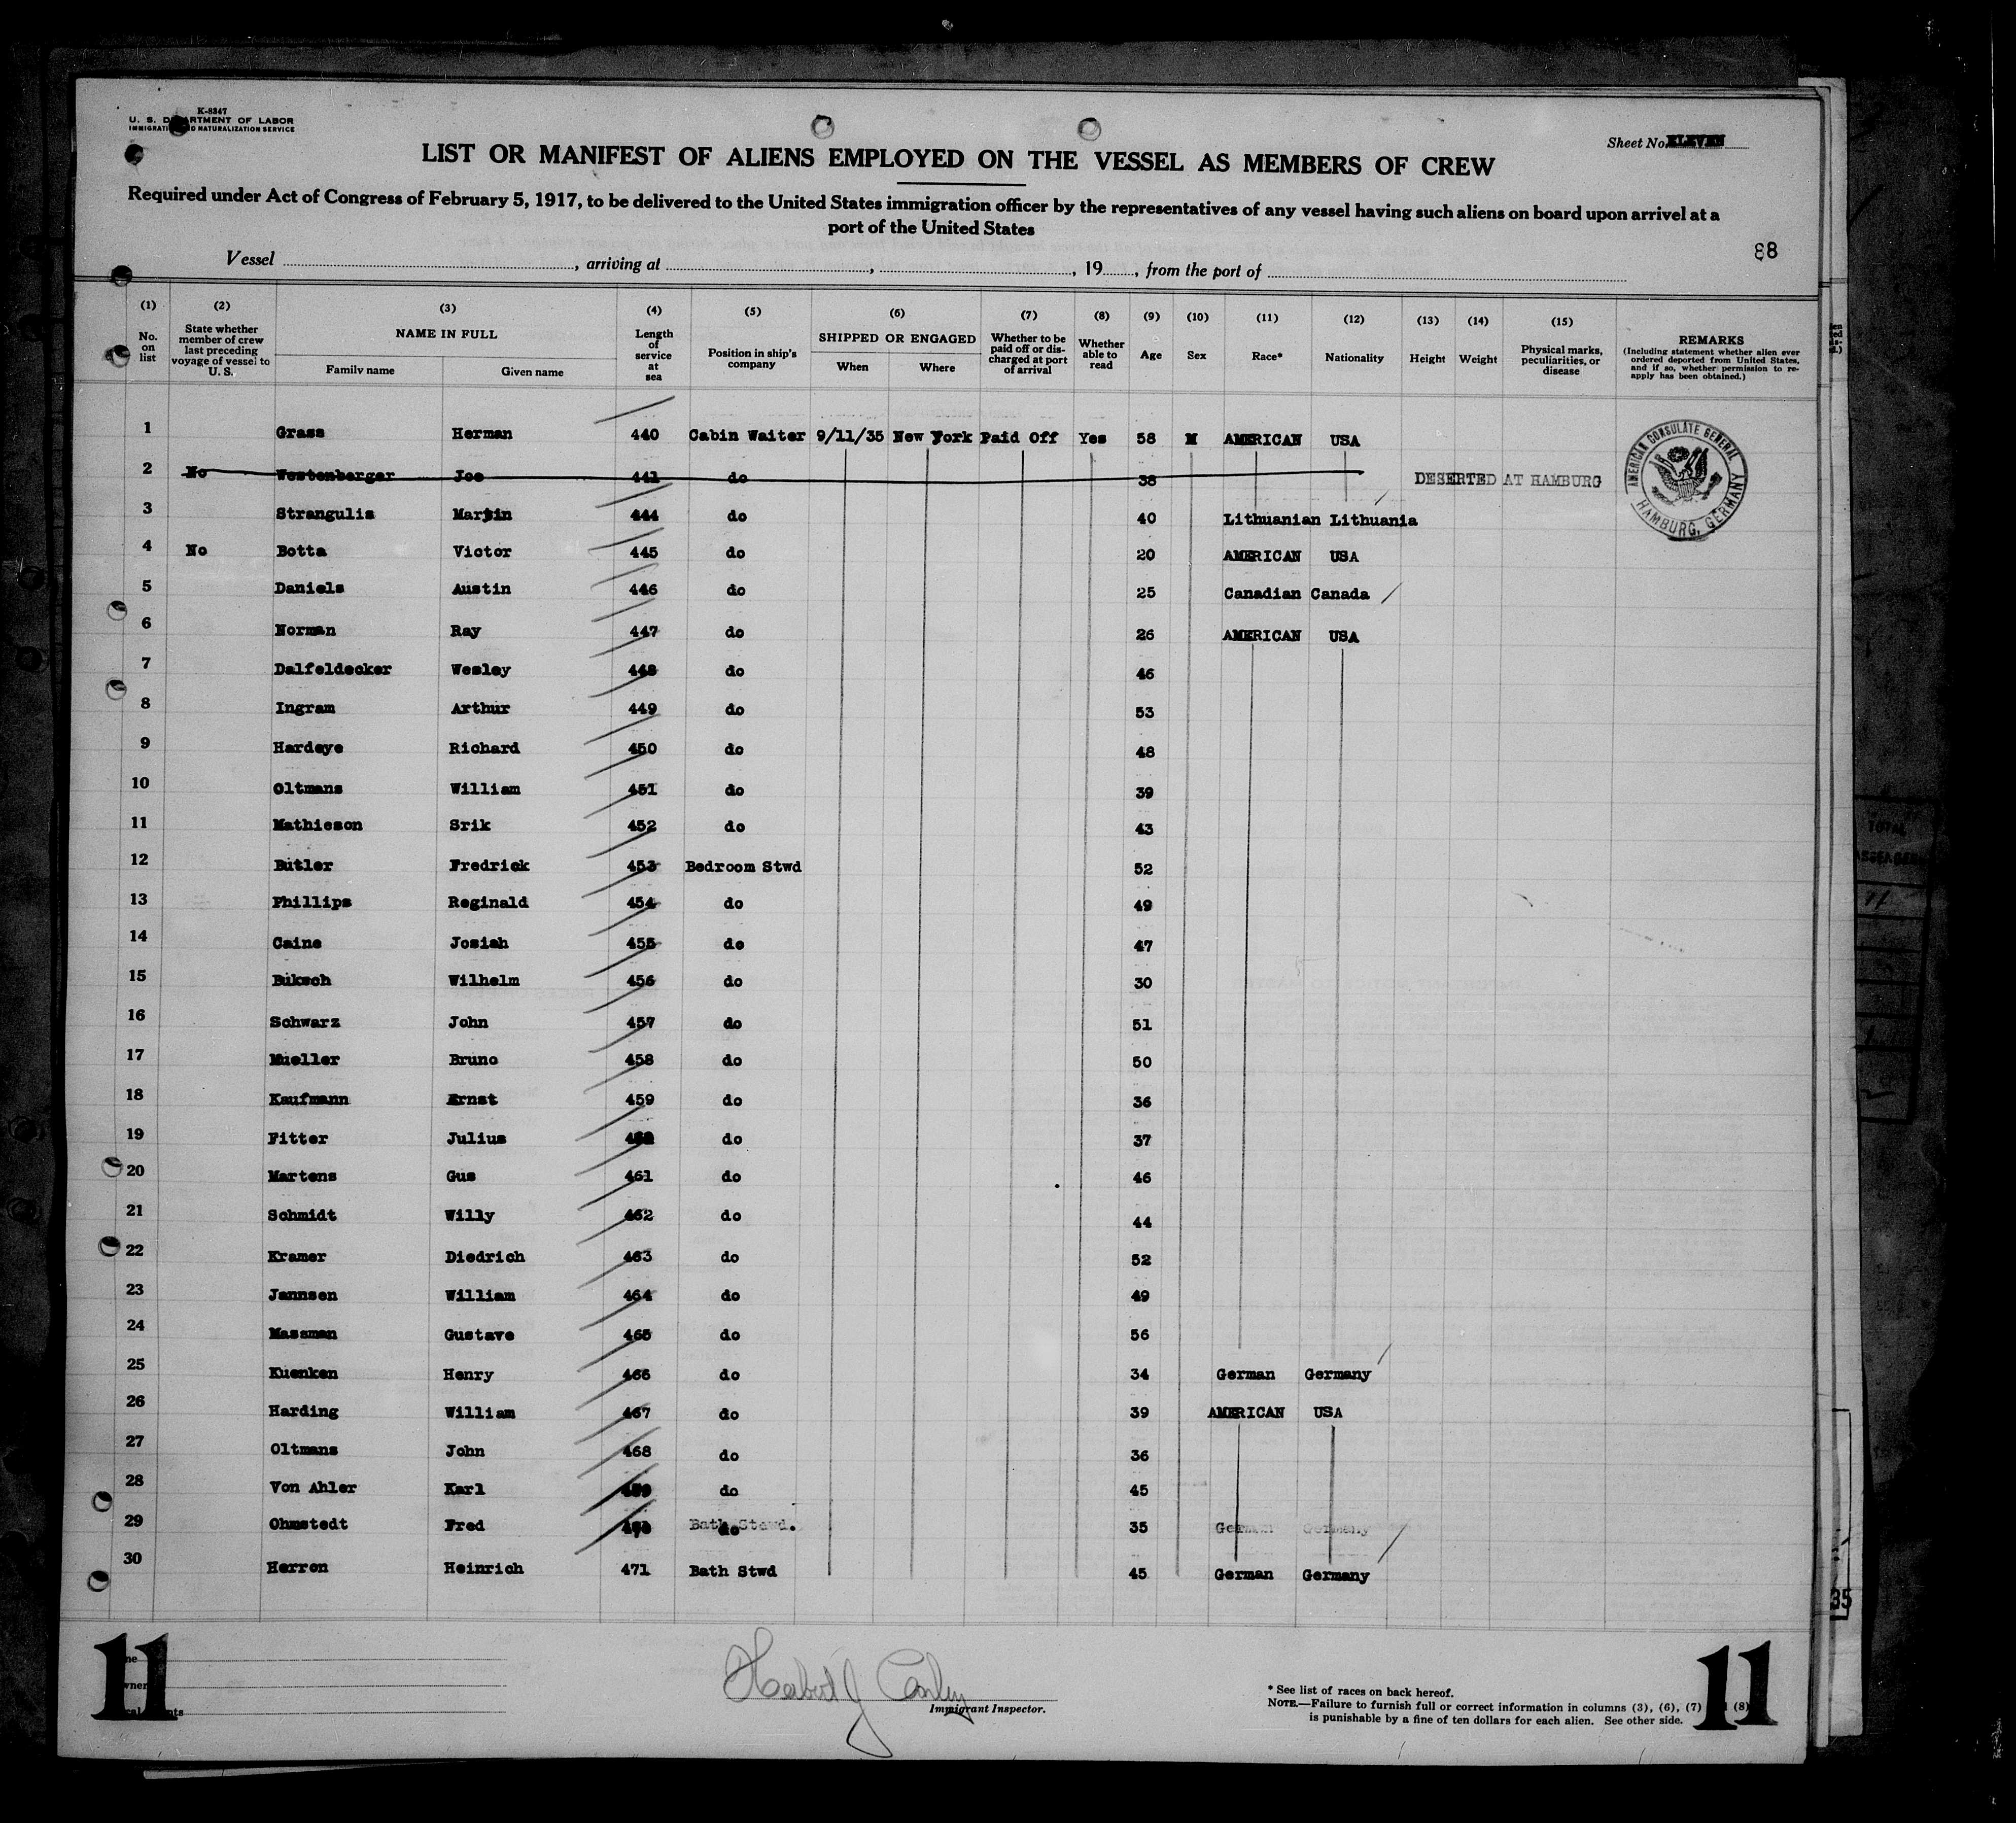 K-8347
U. S. DEPARTMENT OF LABOR
IMMIGRATION AND NATURALIZATION SERVICE
Sheet No. ELEVEN
LIST OR MANIFEST OF ALIENS EMPLOYED ON THE VESSEL AS MEMBERS OF CREW
Required under Act of Congress of February 5, 1917, to be delivered to the United States immigration officer by the representatives of any vessel having such aliens on board upon arrival at a
port of the United States
88
Vessel , arriving at , , 19 , from the port of
(1) No. on list
(2) State whether member of crew last preceding voyage of vessel to U. S.
(3) NAME IN FULL
Family name Given name
(4) Length of service at sea
(5) Position in ship's company
(6) SHIPPED OR ENGAGED
When Where
(7) Whether to be paid off or discharged at port of arrival
(8) Whether able to read
(9) Age
(10) Sex
(11) Race*
(12) Nationality
(13) Height
(14) Weight
(15) Physical marks, peculiarities, or disease
REMARKS
(Including statement whether alien ever ordered deported from United States, and if so, whether permission to re-apply has been obtained.)
1 Grass Herman 440 Cabin Waiter 9/11/35 New York Paid Off Yes 58 M AMERICAN USA
2 No Westenberger Joe 441 do 38 DESERTED AT HAMBURG
AMERICAN CONSULATE GENERAL HAMBURG, GERMANY
3 Strangulis Martin 444 do 40 Lithuanian Lithuania
4 No Botta Victor 445 do 20 AMERICAN USA
5 Daniels Austin 446 do 25 Canadian Canada
6 Norman Ray 447 do 26 AMERICAN USA
7 Dalfeldecker Wesley 448 do 46
8 Ingram Arthur 449 do 53
9 Hardeye Richard 450 do 48
10 Oltmans William 451 do 39
11 Mathieson Srik 452 do 43
12 Butler Fredrick 453 Bedroom Stwd 52
13 Phillips Reginald 454 do 49
14 Caine Josiah 455 do 47
15 Buksch Wilhelm 456 do 30
16 Schwarz John 457 do 51
17 Mueller Bruno 458 do 50
18 Kaufmann Ernst 459 do 36
19 Fitter Julius do 37
20 Martens Gus 461 do 46
21 Schmidt Willy 462 do 44
22 Kramer Diedrich 463 do 52
23 Jannsen William 464 do 49
24 Massman Gustave 465 do 56
25 Kuenken Henry 466 do 34 German Germany
26 Harding William 467 do 39 AMERICAN USA
27 Oltmans John 468 do 36
28 Von Ahler Karl do 45
29 Ohmstedt Fred Bath Stewd. do 35 German Germany
30 Herron Heinrich 471 Bath Stwd 45 German Germany
11
11
Immigrant Inspector.
* See list of races on back hereof.
NOTE.—Failure to furnish full or correct information in columns (3), (6), (7) (8)
is punishable by a fine of ten dollars for each alien. See other side.
TOTAL
35